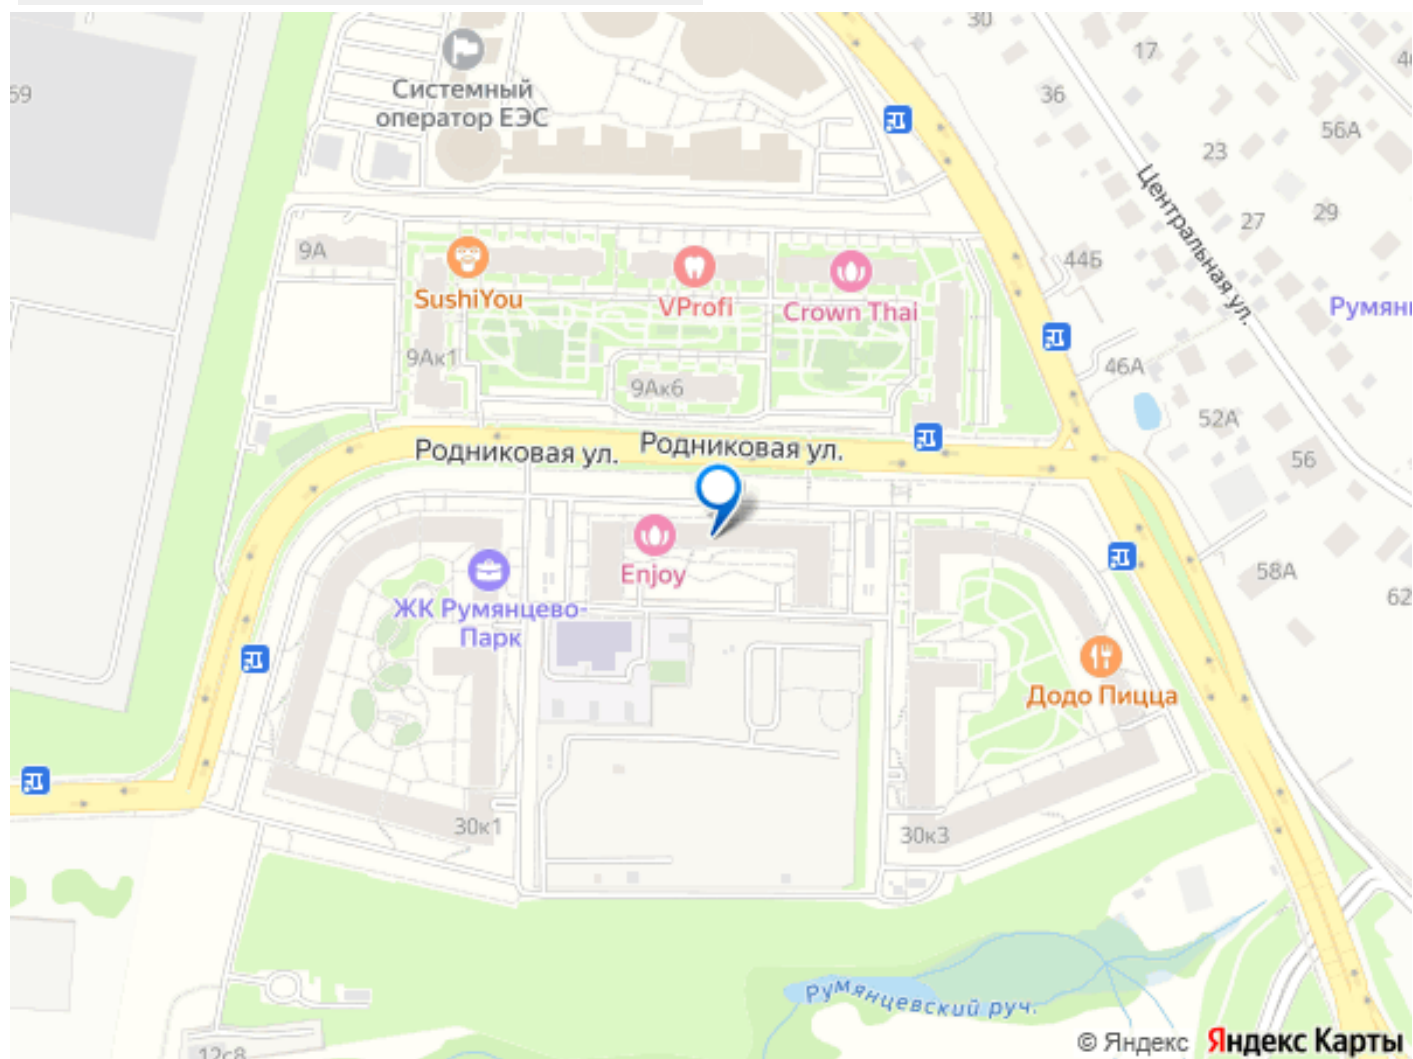 30
17
59
Системный
оператор ЕЭС
36
56А
23
Центральная ул.
29
27
9А
44Б
SushiYou
VProfi
Crown Thai
9Ак1
9Ак6
46А
52А
Родниковая ул.
Родниковая ул.
56
Enjoy
58А
62
ЖК Румянцево-
Парк
Додо Пицца
30к1
30к3
Румянцевский руч.
12с8
© Яндекс
Яндекс Карты